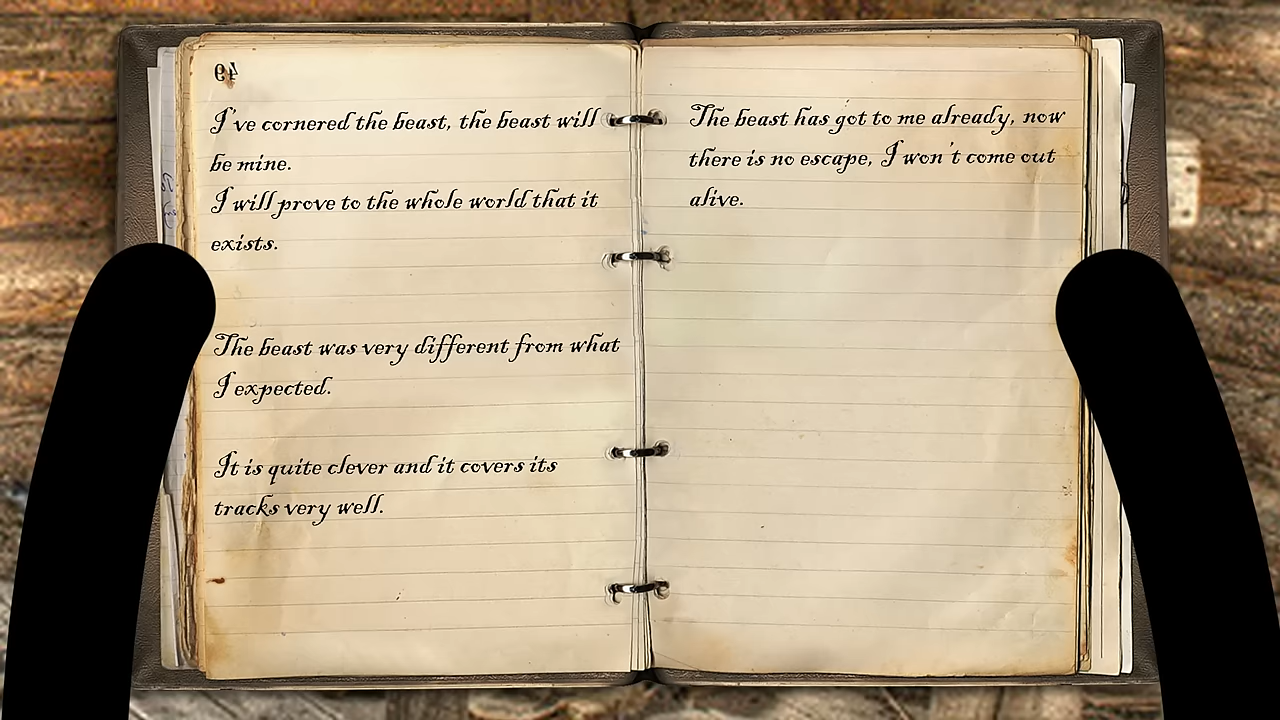 49
I've cornered the beast, the beast will
be mine.
I will prove to the whole world that it
exists.
The beast was very different from what
I expected.
It is quite clever and it covers its
tracks very well.
The beast has got to me already, now
there is no escape, I won't come out
alive.